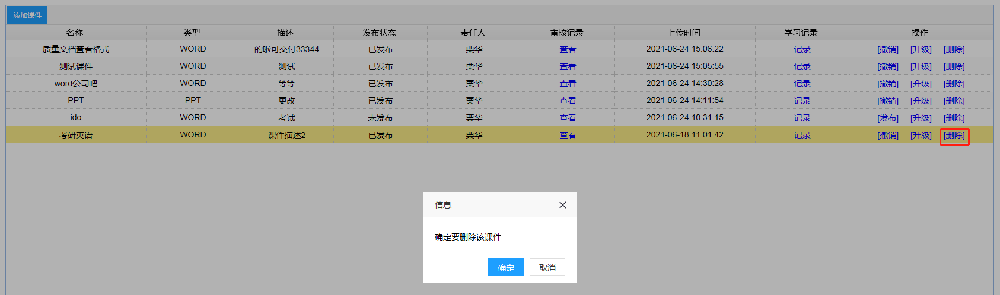 添加课件
名称 类型 描述 发布状态 责任人 审核记录 上传时间 学习记录 操作
质量文档查看格式 WORD 的啦可交付33344 已发布 栗华 查看 2021-06-24 15:06:22 记录 [撤销] [升级] [删除]
测试课件 WORD 测试 已发布 栗华 查看 2021-06-24 15:05:55 记录 [撤销] [升级] [删除]
word公司吧 WORD 等等 已发布 栗华 查看 2021-06-24 14:30:28 记录 [撤销] [升级] [删除]
PPT PPT 更改 已发布 栗华 查看 2021-06-24 14:11:54 记录 [撤销] [升级] [删除]
ido WORD 考试 未发布 栗华 查看 2021-06-24 10:31:15 记录 [发布] [升级] [删除]
考研英语 WORD 课件描述2 已发布 栗华 查看 2021-06-18 11:01:42 记录 [撤销] [升级] [删除]
信息
确定要删除该课件
确定 取消